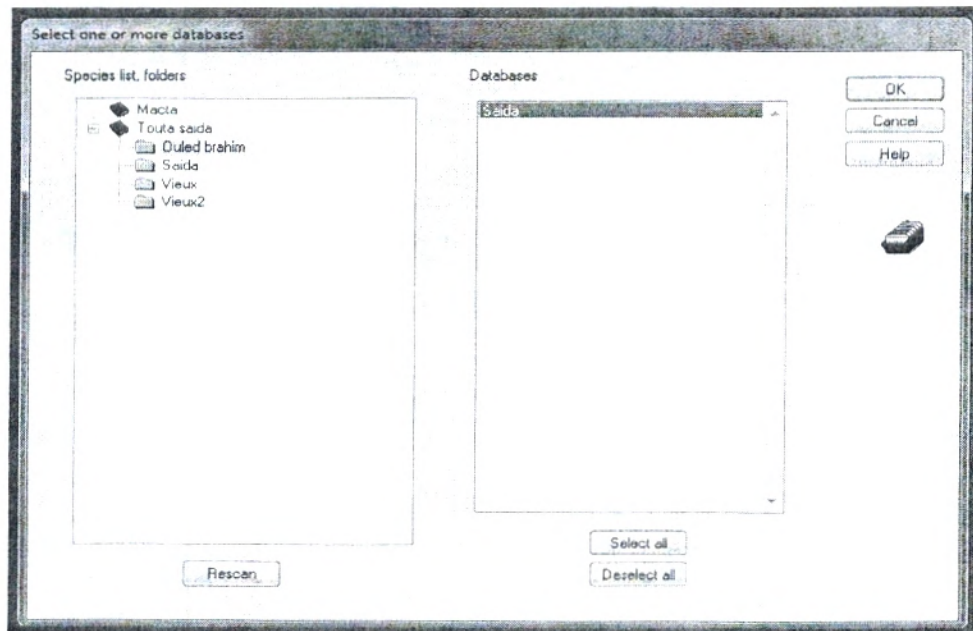 Select one or more databases
Species list, folders
Macta
Touta saida
Ouled brahim
Saida
Vieux
Vieux2
Rescan
Databases
Saida
Select all
Deselect all
OK
Cancel
Help